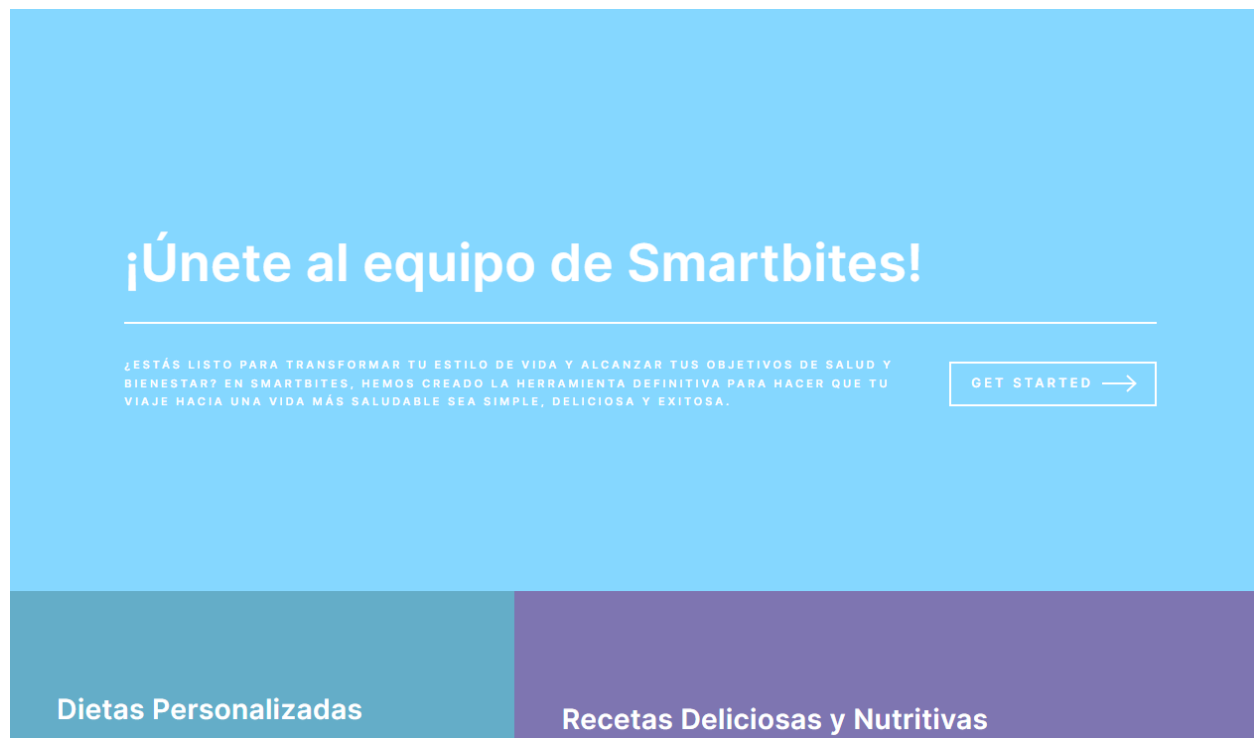 ¡Únete al equipo de Smartbites!
¿ESTÁS LISTO PARA TRANSFORMAR TU ESTILO DE VIDA Y ALCANZAR TUS OBJETIVOS DE SALUD Y
BIENESTAR? EN SMARTBITES, HEMOS CREADO LA HERRAMIENTA DEFINITIVA PARA HACER QUE TU
VIAJE HACIA UNA VIDA MÁS SALUDABLE SEA SIMPLE, DELICIOSA Y EXITOSA.
GET STARTED
Dietas Personalizadas
Recetas Deliciosas y Nutritivas